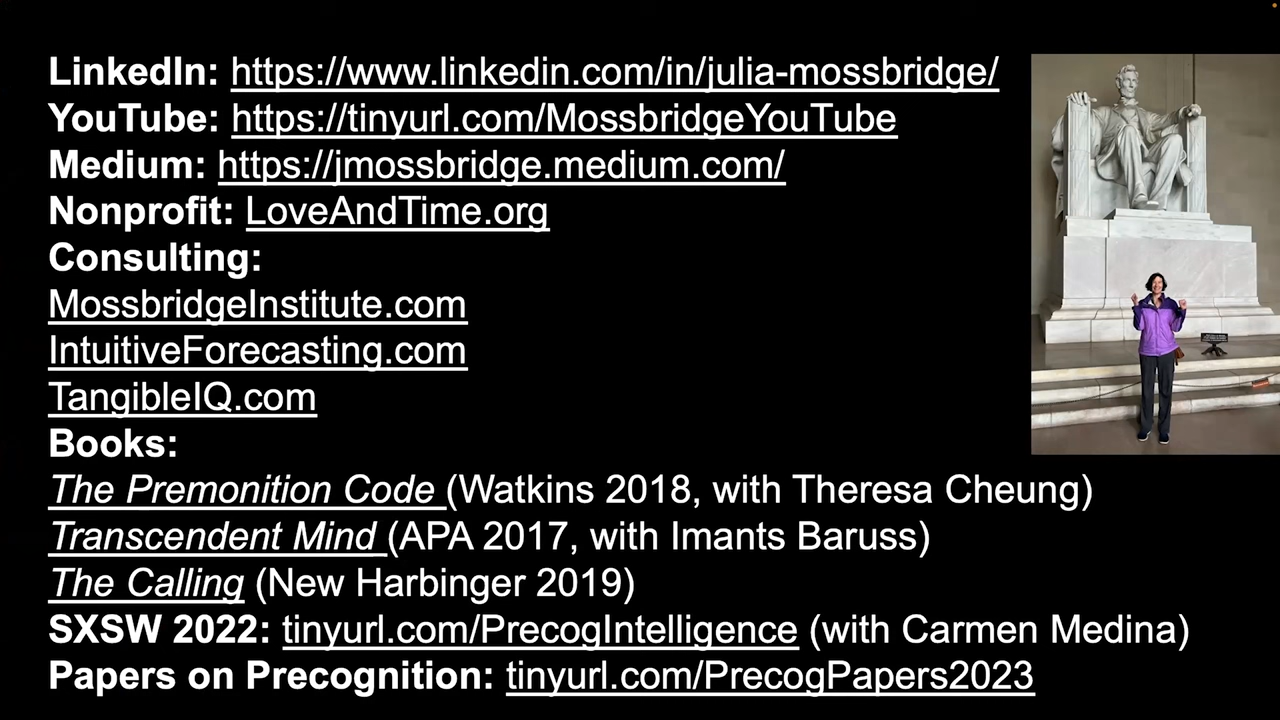 LinkedIn: https://www.linkedin.com/in/julia-mossbridge/
YouTube: https://tinyurl.com/MossbridgeYouTube
Medium: https://jmossbridge.medium.com/
Nonprofit: LoveAndTime.org
Consulting:
MossbridgeInstitute.com
IntuitiveForecasting.com
TangibleIQ.com
Books:
The Premonition Code (Watkins 2018, with Theresa Cheung)
Transcendent Mind (APA 2017, with Imants Baruss)
The Calling (New Harbinger 2019)
SXSW 2022: tinyurl.com/PrecogIntelligence (with Carmen Medina)
Papers on Precognition: tinyurl.com/PrecogPapers2023